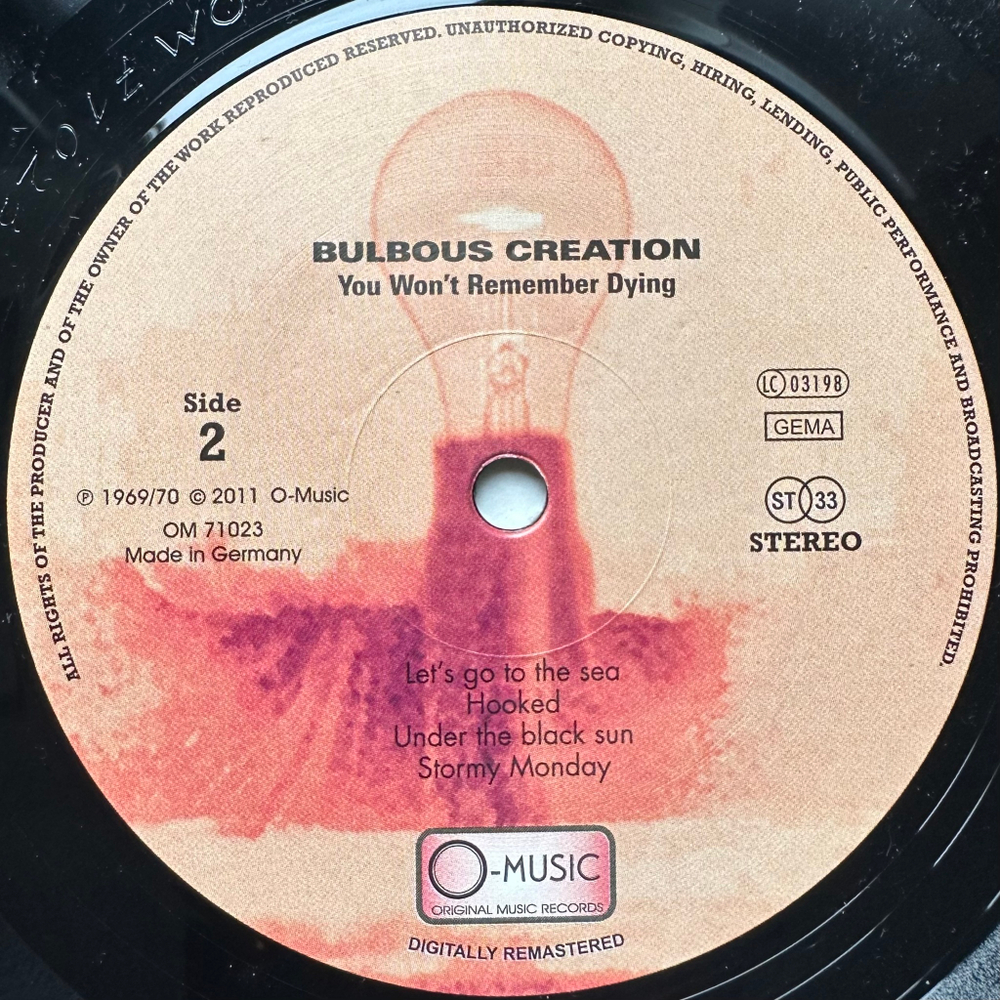 ALL RIGHTS OF THE PRODUCER AND OF THE OWNER OF THE WORK REPRODUCED RESERVED. UNAUTHORIZED COPYING, HIRING, LENDING, PUBLIC PERFORMANCE AND BROADCASTING PROHIBITED.
BULBOUS CREATION
You Won't Remember Dying
LC 03198
GEMA
Side
2
ST 33
STEREO
℗ 1969/70 © 2011 O-Music
OM 71023
Made in Germany
Let's go to the sea
Hooked
Under the black sun
Stormy Monday
O-MUSIC
ORIGINAL MUSIC RECORDS
DIGITALLY REMASTERED